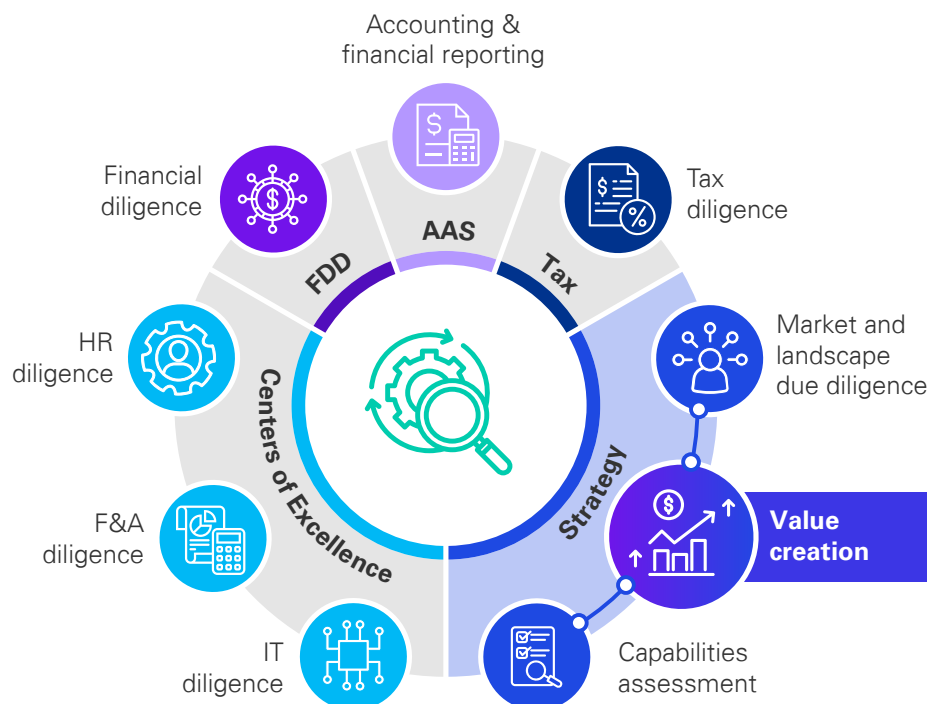 Accounting &
financial reporting
Financial
diligence
Tax
diligence
AAS
FDD
Tax
HR
diligence
Market and
landscape
due diligence
Centers of Excellence
Strategy
F&A
diligence
Value
creation
IT
diligence
Capabilities
assessment
$
$
$
%
$